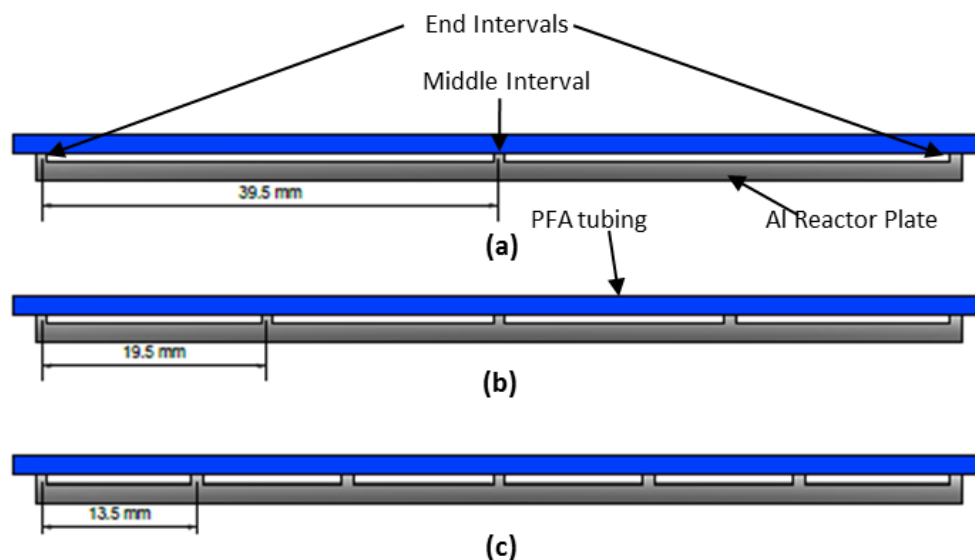 End Intervals
Middle Interval
39.5 mm
PFA tubing
Al Reactor Plate
(a)
19.5 mm
(b)
13.5 mm
(c)